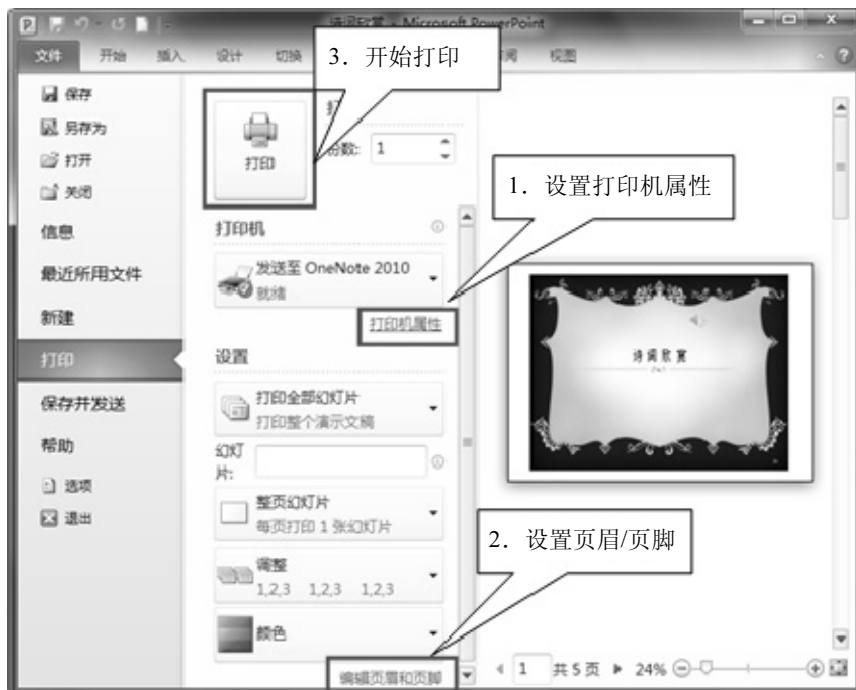 诗词欣赏 - Microsoft PowerPoint
文件 开始 插入 设计 切换 视图
3．开始打印
保存
另存为
打开
关闭
信息
最近所用文件
新建
打印
保存并发送
帮助
选项
退出
打印
份数: 1
打印机
发送至 OneNote 2010
就绪
打印机属性
1．设置打印机属性
设置
打印全部幻灯片
打印整个演示文稿
幻灯片:
整页幻灯片
每页打印 1 张幻灯片
调整
1,2,3 1,2,3 1,2,3
颜色
编辑页眉和页脚
2．设置页眉/页脚
诗词欣赏
1 共 5 页 24%